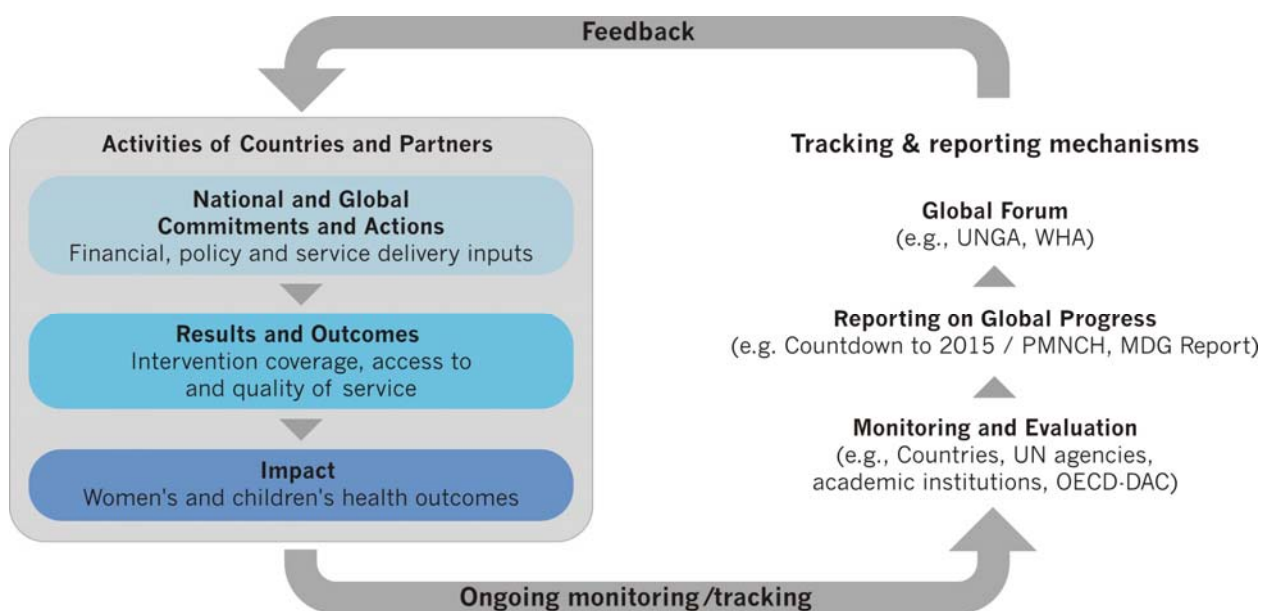 Feedback
Activities of Countries and Partners
National and Global
Commitments and Actions
Financial, policy and service delivery inputs
Results and Outcomes
Intervention coverage, access to
and quality of service
Impact
Women's and children's health outcomes
Tracking & reporting mechanisms
Global Forum
(e.g., UNGA, WHA)
Reporting on Global Progress
(e.g. Countdown to 2015 / PMNCH, MDG Report)
Monitoring and Evaluation
(e.g., Countries, UN agencies,
academic institutions, OECD-DAC)
Ongoing monitoring/tracking